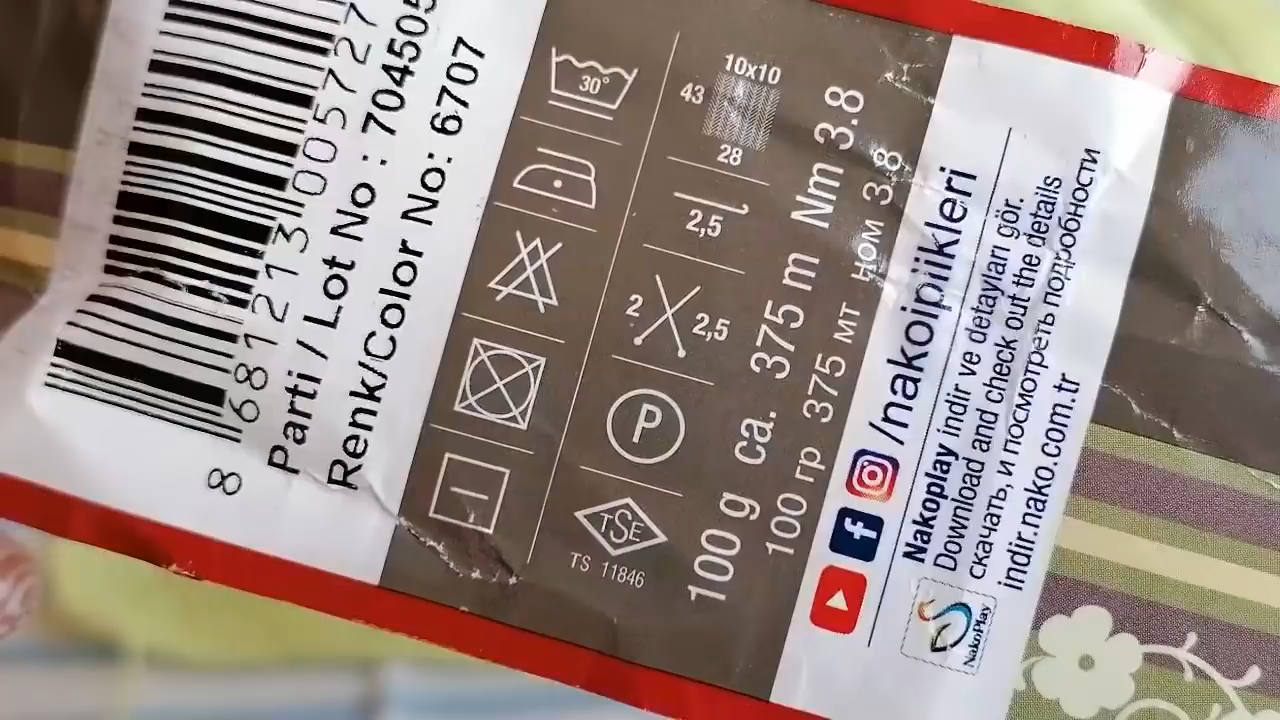 8 681213 005727
Parti / Lot No : 704505
Renk/Color No: 6707
30°
10x10
43
28
2,5
2
2,5
P
TSE
TS 11846
100 g ca. 375 m Nm 3.8
100 гр 375 мт ном 3.8
/nakoiplikleri
Nakoplay indir ve detayları gör.
Download and check out the details
скачать, и посмотреть подробности
indir.nako.com.tr
NakoPlay